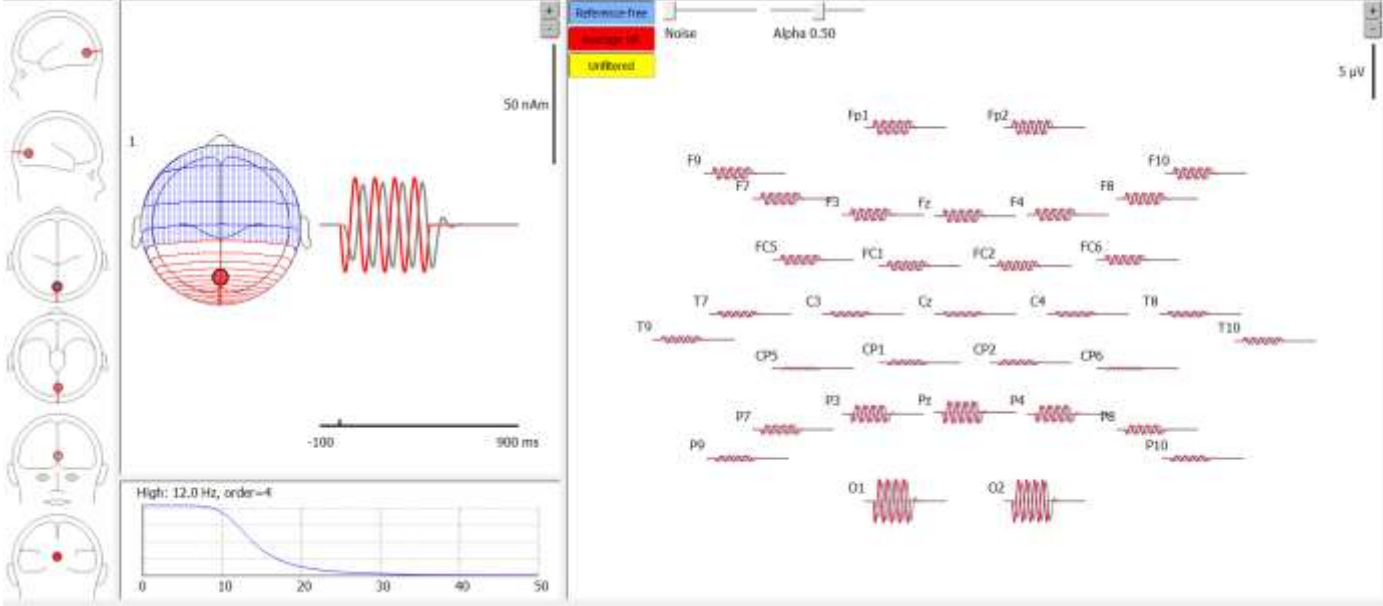 +
-
50 nAm
1
-100
900 ms
High: 12.0 Hz, order=4
0 10 20 30 40 50
Reference-free
Average ref
Unfiltered
Noise
Alpha 0.50
+
-
5 µV
Fp1 Fp2
F9 F10
F7 F3 Fz F4 F8
FC5 FC1 FC2 FC6
T7 C3 Cz C4 T8
T9 T10
CP5 CP1 CP2 CP6
P7 P3 Pz P4 P8
P9 P10
O1 O2